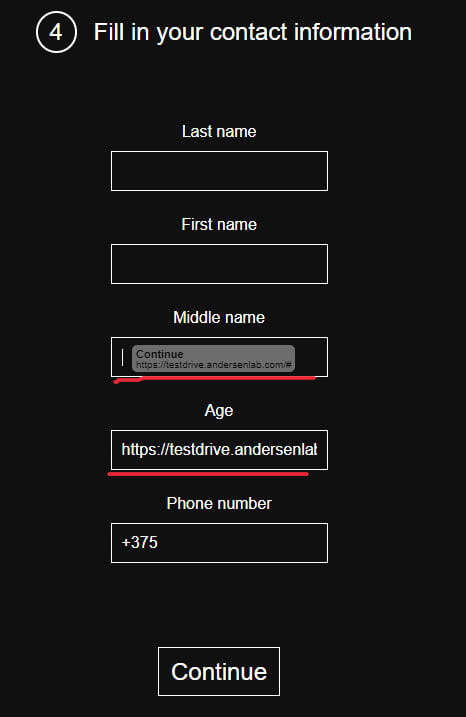 4 Fill in your contact information
Last name
First name
Middle name
Continue
https://testdrive.andersenlab.com/#
Age
https://testdrive.andersenlab
Phone number
+375
Continue